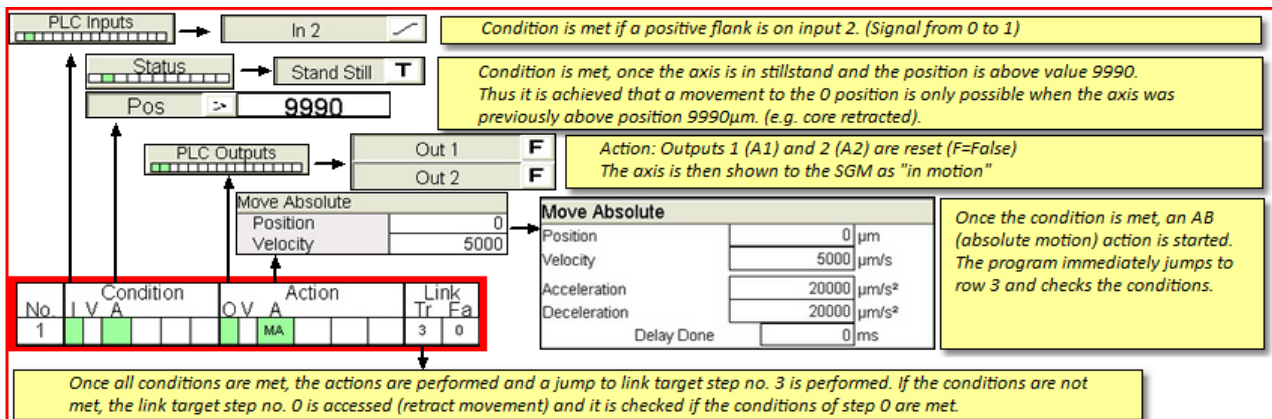 PLC Inputs
In 2
Condition is met if a positive flank is on input 2. (Signal from 0 to 1)
Status
Stand Still T
Pos > 9990
Condition is met, once the axis is in stillstand and the position is above value 9990.
Thus it is achieved that a movement to the 0 position is only possible when the axis was
previously above position 9990µm. (e.g. core retracted).
PLC Outputs
Out 1 F
Out 2 F
Action: Outputs 1 (A1) and 2 (A2) are reset (F=False)
The axis is then shown to the SGM as "in motion"
Move Absolute
Position 0
Velocity 5000
Move Absolute
Position 0 µm
Velocity 5000 µm/s
Acceleration 20000 µm/s²
Deceleration 20000 µm/s²
Delay Done 0 ms
Once the condition is met, an AB
(absolute motion) action is started.
The program immediately jumps to
row 3 and checks the conditions.
Condition Action Link
No. I V A O V A Tr Fa
1 MA 3 0
Once all conditions are met, the actions are performed and a jump to link target step no. 3 is performed. If the conditions are not
met, the link target step no. 0 is accessed (retract movement) and it is checked if the conditions of step 0 are met.